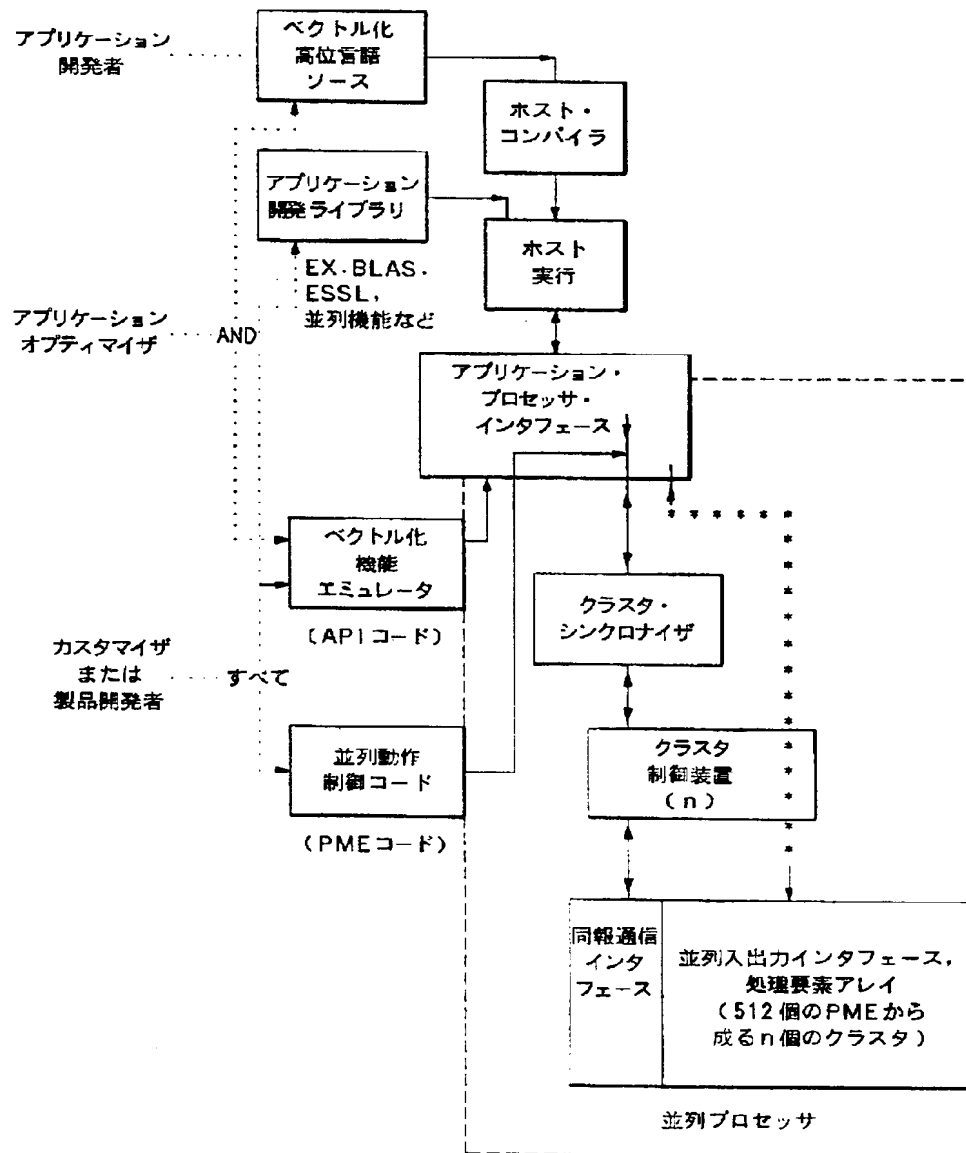 アプリケーション
開発者
ベクトル化
高位言語
ソース
ホスト・
コンパイラ
アプリケーション
開発ライブラリ
ホスト
実行
EX.BLAS.
ESSL,
並列機能など
アプリケーション
オプティマイザ
AND
アプリケーション・
プロセッサ・
インタフェース
ベクトル化
機能
エミュレータ
(APIコード)
クラスタ・
シンクロナイザ
カスタマイザ
または
製品開発者
すべて
並列動作
制御コード
(PMEコード)
クラスタ
制御装置
(n)
同報通信
インタ
フェース
並列入出力インタフェース,
処理要素アレイ
(512個のPMEから
成るn個のクラスタ)
並列プロセッサ